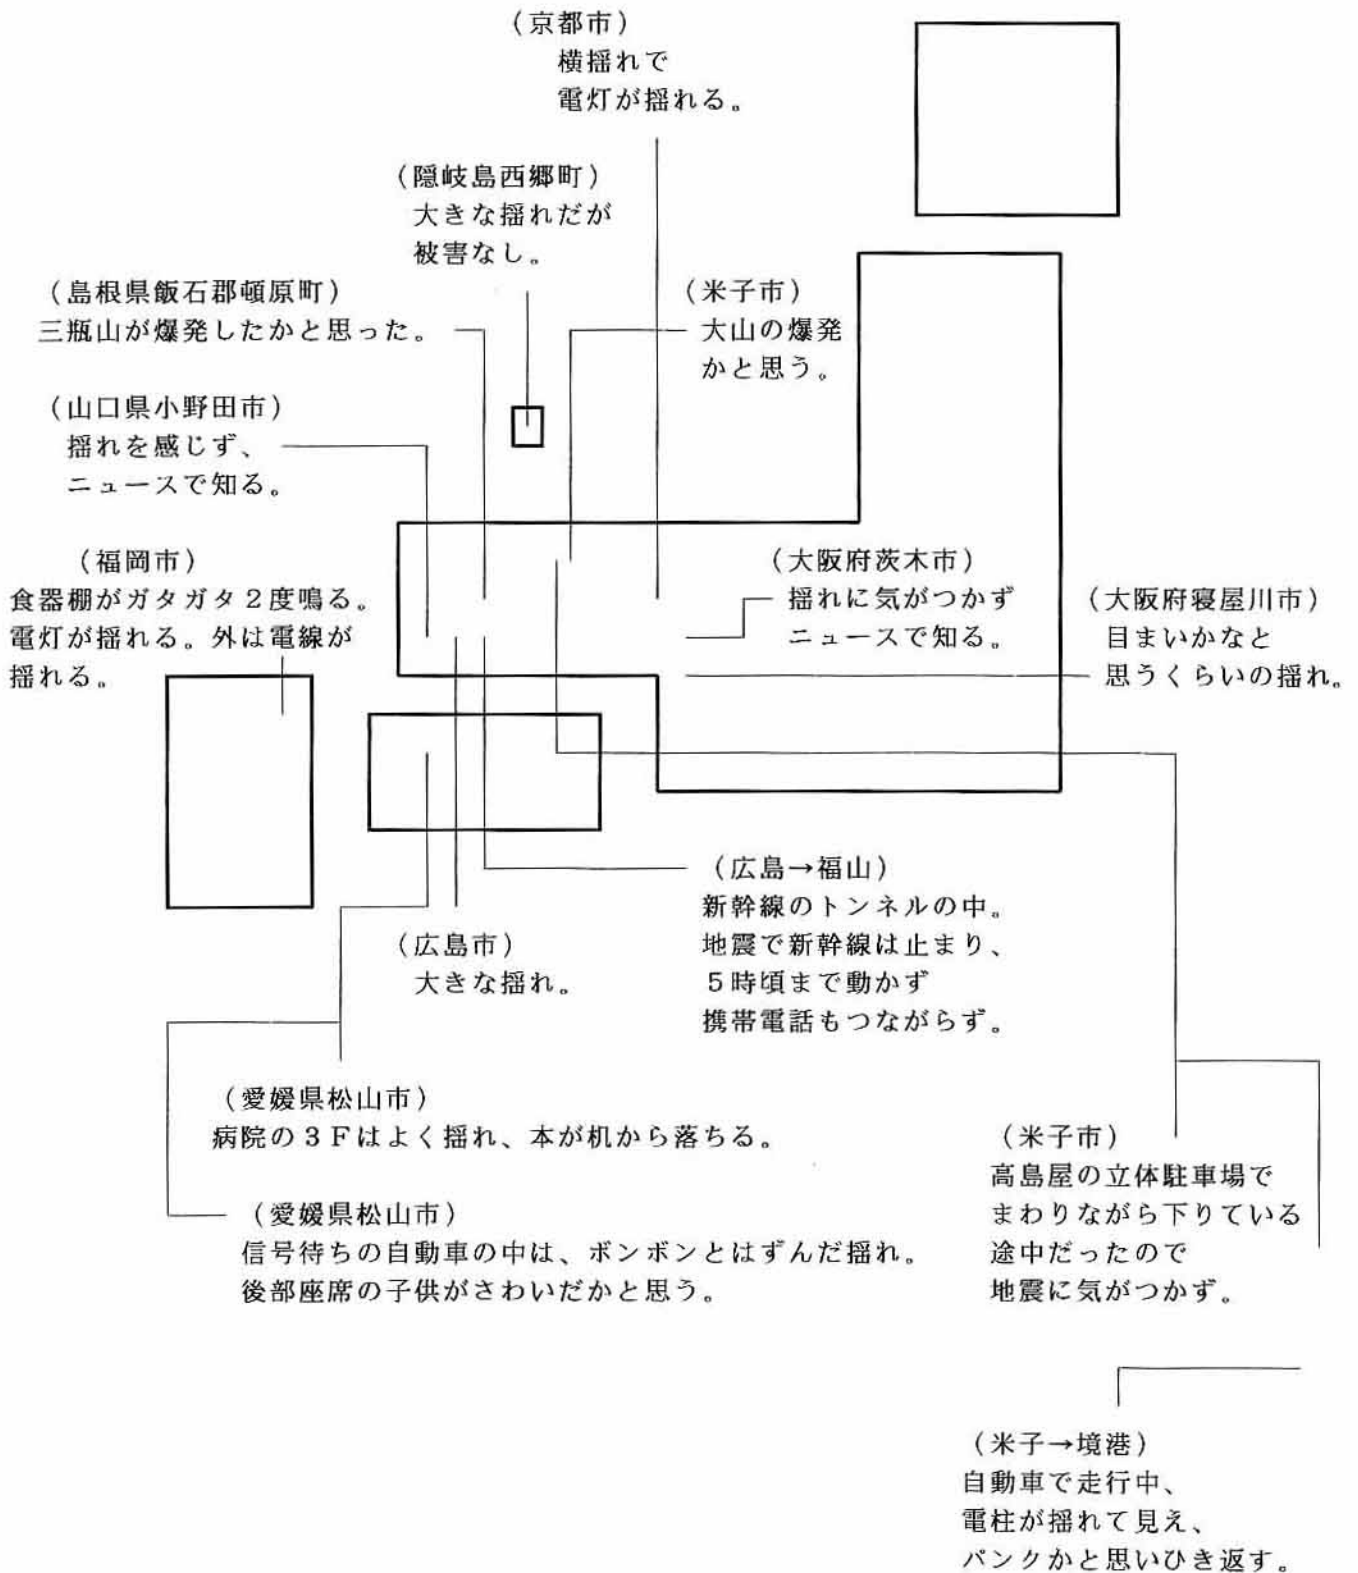 （京都市）
横揺れで
電灯が揺れる。
（隠岐島西郷町）
大きな揺れだが
被害なし。
（島根県飯石郡頓原町）
三瓶山が爆発したかと思った。
（米子市）
大山の爆発
かと思う。
（山口県小野田市）
揺れを感じず、
ニュースで知る。
（福岡市）
食器棚がガタガタ２度鳴る。
電灯が揺れる。外は電線が
揺れる。
（大阪府茨木市）
揺れに気がつかず
ニュースで知る。
（大阪府寝屋川市）
目まいかなと
思うくらいの揺れ。
（広島→福山）
新幹線のトンネルの中。
地震で新幹線は止まり、
５時頃まで動かず
携帯電話もつながらず。
（広島市）
大きな揺れ。
（愛媛県松山市）
病院の３Ｆはよく揺れ、本が机から落ちる。
（愛媛県松山市）
信号待ちの自動車の中は、ボンボンとはずんだ揺れ。
後部座席の子供がさわいだかと思う。
（米子市）
高島屋の立体駐車場で
まわりながら下りている
途中だったので
地震に気がつかず。
（米子→境港）
自動車で走行中、
電柱が揺れて見え、
パンクかと思いひき返す。